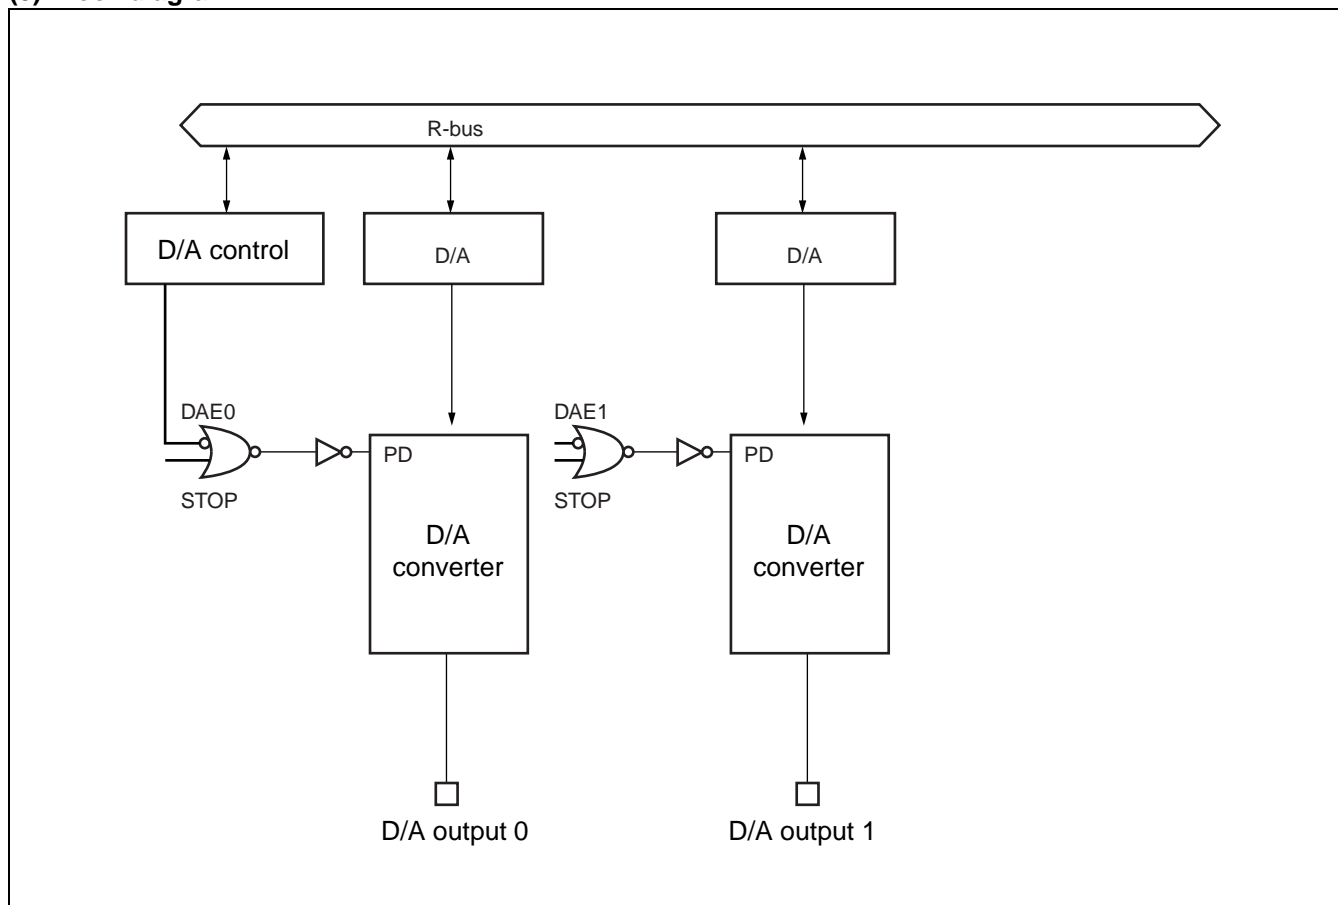 R-bus
D/A control
D/A
D/A
DAE0
DAE1
PD
PD
STOP
STOP
D/A
converter
D/A
converter
D/A output 0
D/A output 1